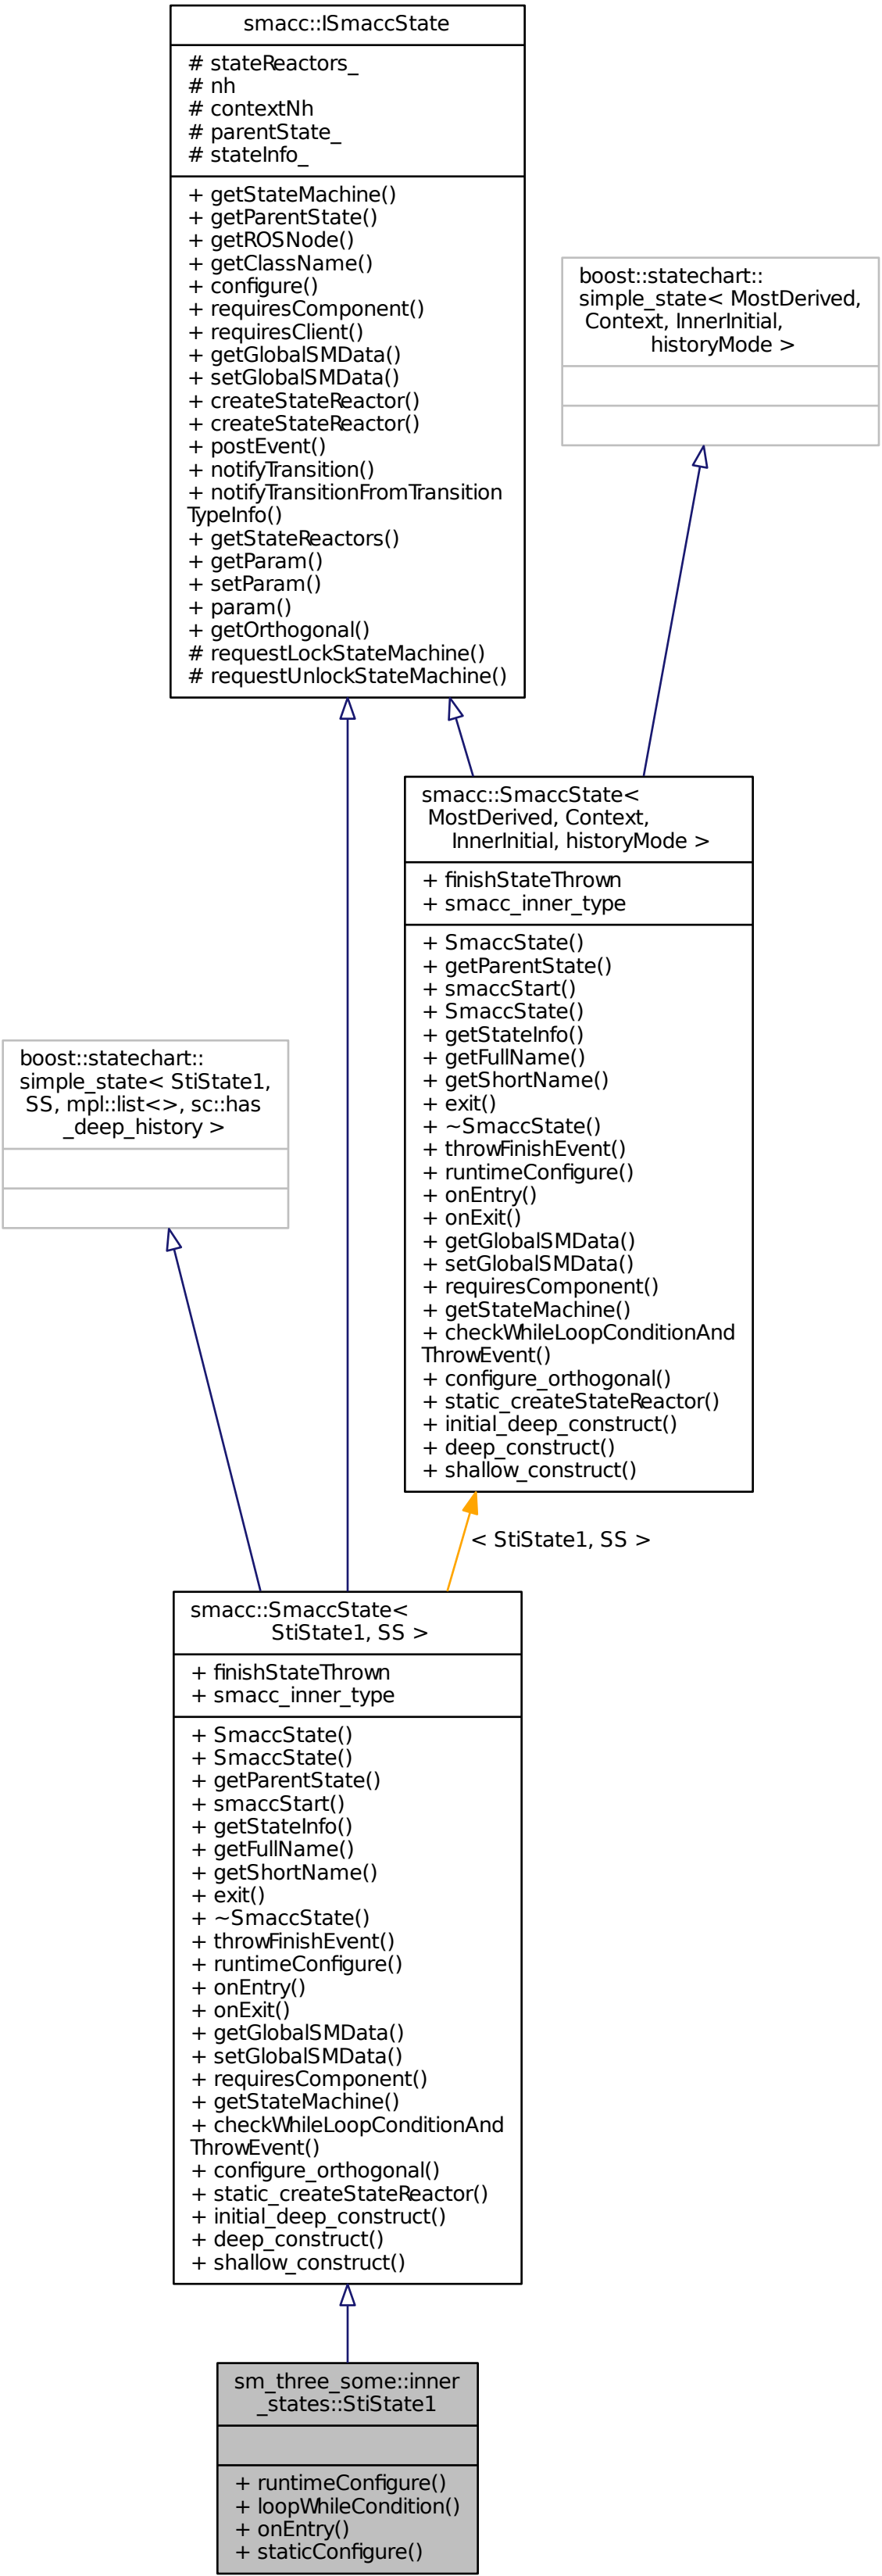 smacc::ISmaccState
# stateReactors_
# nh
# contextNh
# parentState_
# stateInfo_
+ getStateMachine()
+ getParentState()
+ getROSNode()
+ getClassName()
+ configure()
+ requiresComponent()
+ requiresClient()
+ getGlobalSMData()
+ setGlobalSMData()
+ createStateReactor()
+ createStateReactor()
+ postEvent()
+ notifyTransition()
+ notifyTransitionFromTransition
TypeInfo()
+ getStateReactors()
+ getParam()
+ setParam()
+ param()
+ getOrthogonal()
# requestLockStateMachine()
# requestUnlockStateMachine()
boost::statechart::
simple_state< MostDerived,
Context, InnerInitial,
historyMode >
smacc::SmaccState<
MostDerived, Context,
InnerInitial, historyMode >
+ finishStateThrown
+ smacc_inner_type
+ SmaccState()
+ getParentState()
+ smaccStart()
+ SmaccState()
+ getStateInfo()
+ getFullName()
+ getShortName()
+ exit()
+ ~SmaccState()
+ throwFinishEvent()
+ runtimeConfigure()
+ onEntry()
+ onExit()
+ getGlobalSMData()
+ setGlobalSMData()
+ requiresComponent()
+ getStateMachine()
+ checkWhileLoopConditionAnd
ThrowEvent()
+ configure_orthogonal()
+ static_createStateReactor()
+ initial_deep_construct()
+ deep_construct()
+ shallow_construct()
boost::statechart::
simple_state< StiState1,
SS, mpl::list<>, sc::has
_deep_history >
< StiState1, SS >
smacc::SmaccState<
StiState1, SS >
+ finishStateThrown
+ smacc_inner_type
+ SmaccState()
+ SmaccState()
+ getParentState()
+ smaccStart()
+ getStateInfo()
+ getFullName()
+ getShortName()
+ exit()
+ ~SmaccState()
+ throwFinishEvent()
+ runtimeConfigure()
+ onEntry()
+ onExit()
+ getGlobalSMData()
+ setGlobalSMData()
+ requiresComponent()
+ getStateMachine()
+ checkWhileLoopConditionAnd
ThrowEvent()
+ configure_orthogonal()
+ static_createStateReactor()
+ initial_deep_construct()
+ deep_construct()
+ shallow_construct()
sm_three_some::inner
_states::StiState1
+ runtimeConfigure()
+ loopWhileCondition()
+ onEntry()
+ staticConfigure()